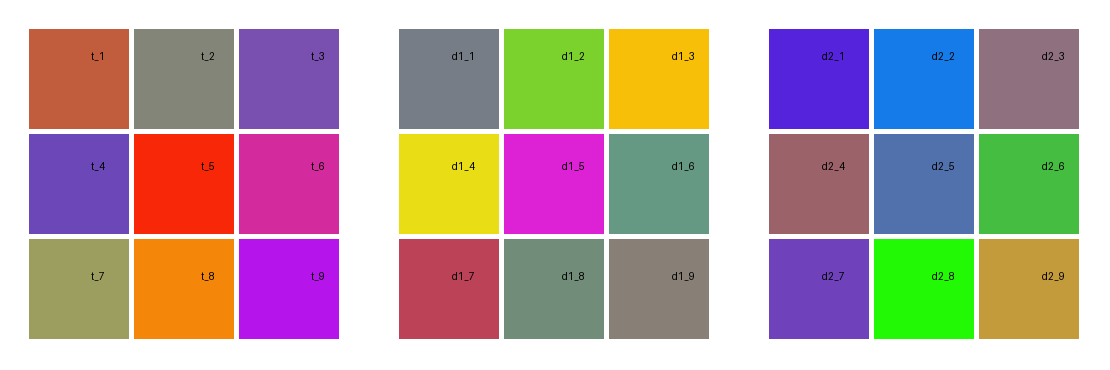 t_1 t_2 t_3 d1_1 d1_2 d1_3 d2_1 d2_2 d2_3
t_4 t_5 t_6 d1_4 d1_5 d1_6 d2_4 d2_5 d2_6
t_7 t_8 t_9 d1_7 d1_8 d1_9 d2_7 d2_8 d2_9